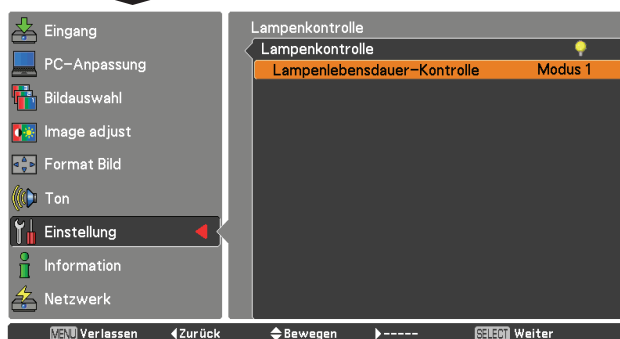 Eingang
PC-Anpassung
Bildauswahl
Image adjust
Format Bild
Ton
Einstellung
Information
Netzwerk
Lampenkontrolle
Lampenkontrolle
Lampenlebensdauer-Kontrolle Modus 1
MENU Verlassen Zurück Bewegen ----- SELECT Weiter